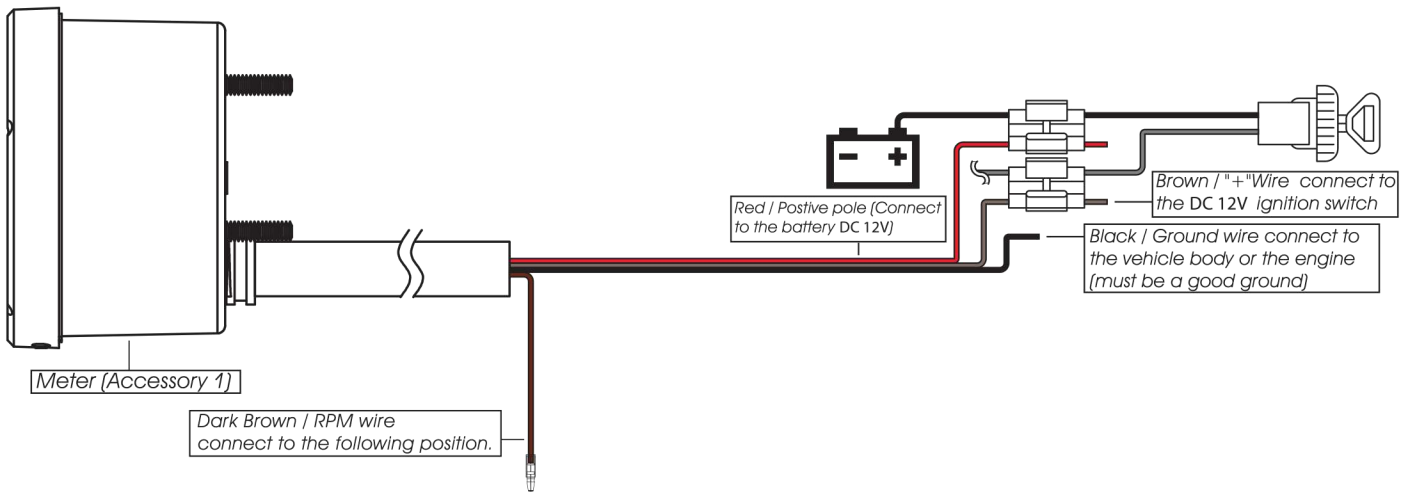 Red / Postive pole (Connect
to the battery DC 12V)
Brown / "+"Wire connect to
the DC 12V ignition switch
Black / Ground wire connect to
the vehicle body or the engine
(must be a good ground)
Meter (Accessory 1)
Dark Brown / RPM wire
connect to the following position.